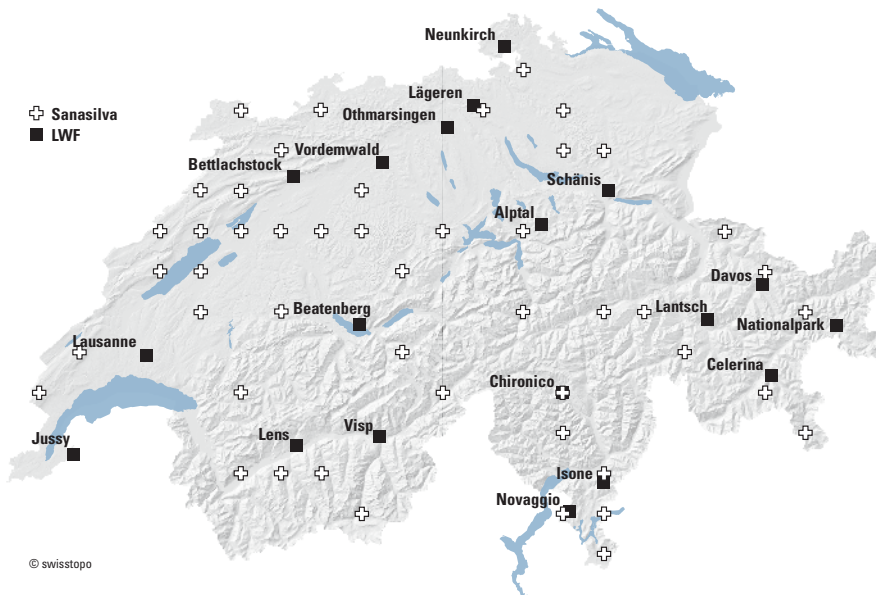 Neunkirch
Sanasilva
LWF
Lägeren
Othmarsingen
Vordemwald
Bettlachstock
Schänis
Alptal
Davos
Beatenberg
Lantsch
Nationalpark
Lausanne
Celerina
Chironico
Jussy
Lens
Visp
Isone
Novaggio
© swisstopo